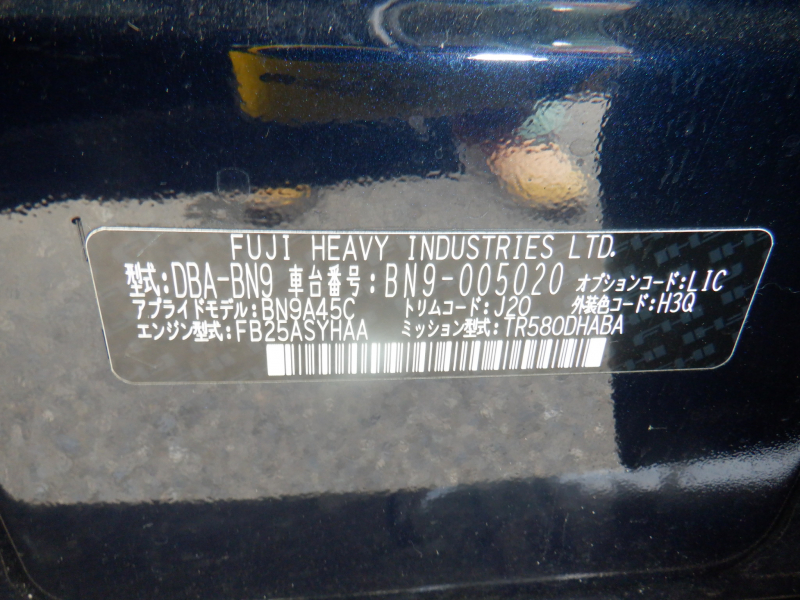 FUJI HEAVY INDUSTRIES LTD.
型式:DBA-BN9 車台番号:BN9-005020 オプションコード:LIC
アプライドモデル:BN9A45C トリムコード:J20 外装色コード:H3Q
エンジン型式:FB25ASYHAA ミッション型式:TR580DHABA